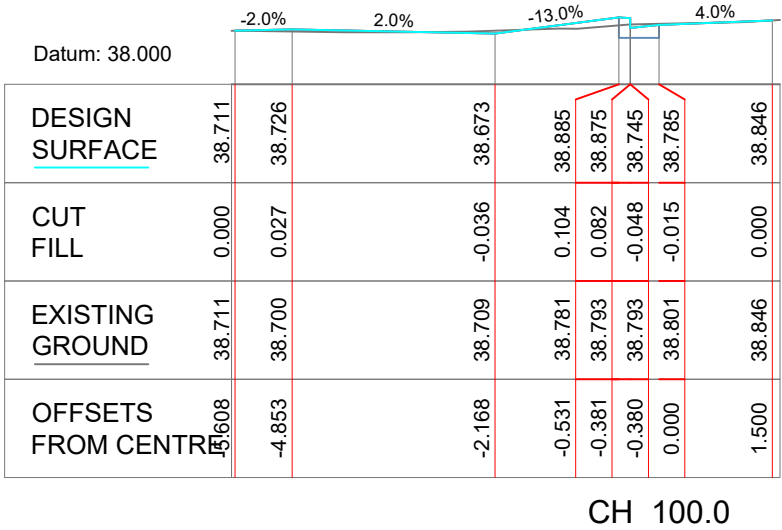 -2.0% 2.0% -13.0% 4.0%
Datum: 38.000
DESIGN
SURFACE
38.711 38.726 38.673 38.885 38.875 38.745 38.785 38.846
CUT
FILL
0.000 0.027 -0.036 0.104 0.082 -0.048 -0.015 0.000
EXISTING
GROUND
38.711 38.700 38.709 38.781 38.793 38.793 38.801 38.846
OFFSETS
FROM CENTRE
-5.608 -4.853 -2.168 -0.531 -0.381 -0.380 0.000 1.500
CH 100.0